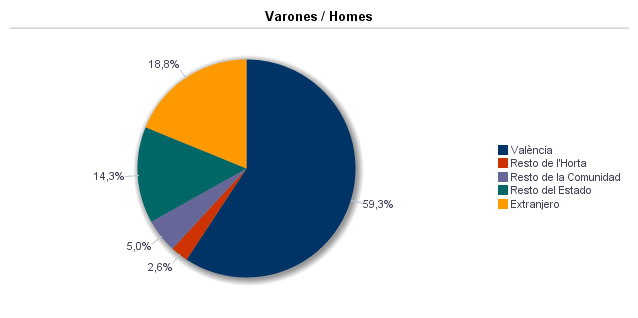 Varones / Homes
18,8%
14,3%
5,0%
2,6%
59,3%
València
Resto de l'Horta
Resto de la Comunidad
Resto del Estado
Extranjero